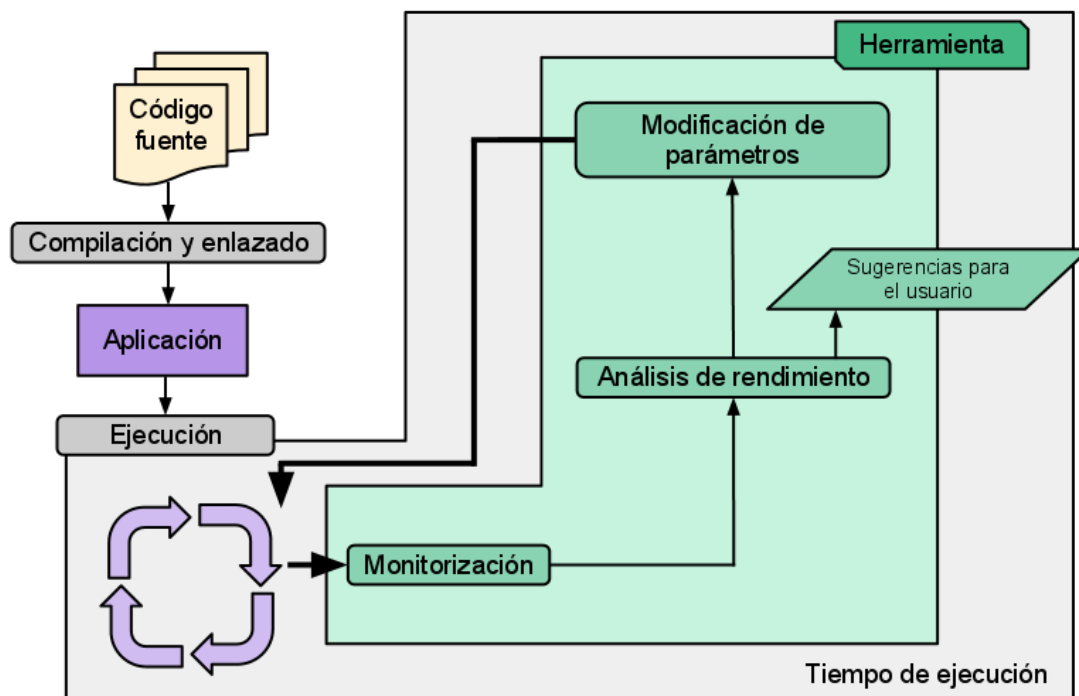 Herramienta
Código
fuente
Modificación de
parámetros
Compilación y enlazado
Sugerencias para
el usuario
Aplicación
Análisis de rendimiento
Ejecución
Monitorización
Tiempo de ejecución